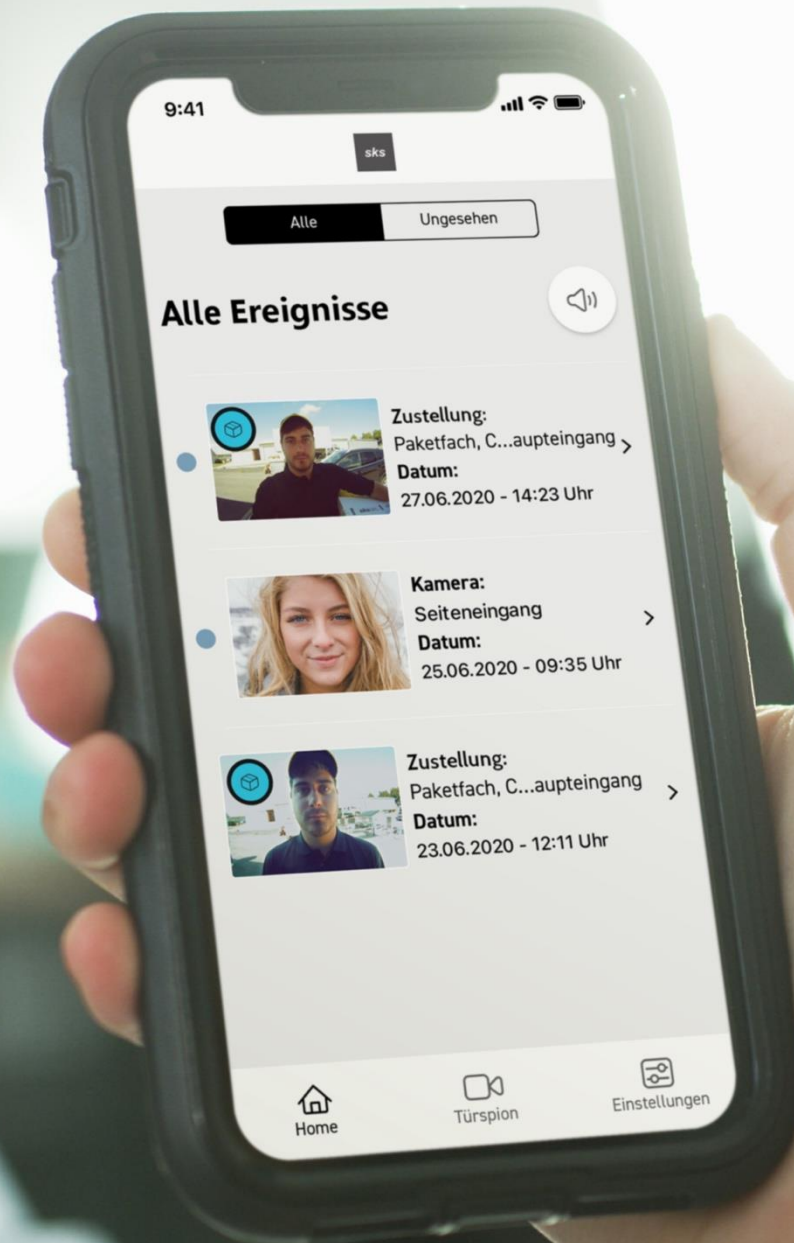 9:41
sks
Alle
Ungesehen
Alle Ereignisse
Zustellung:
Paketfach, C...aupteingang
Datum:
27.06.2020 - 14:23 Uhr
Kamera:
Seiteneingang
Datum:
25.06.2020 - 09:35 Uhr
Zustellung:
Paketfach, C...aupteingang
Datum:
23.06.2020 - 12:11 Uhr
Home
Türspion
Einstellungen